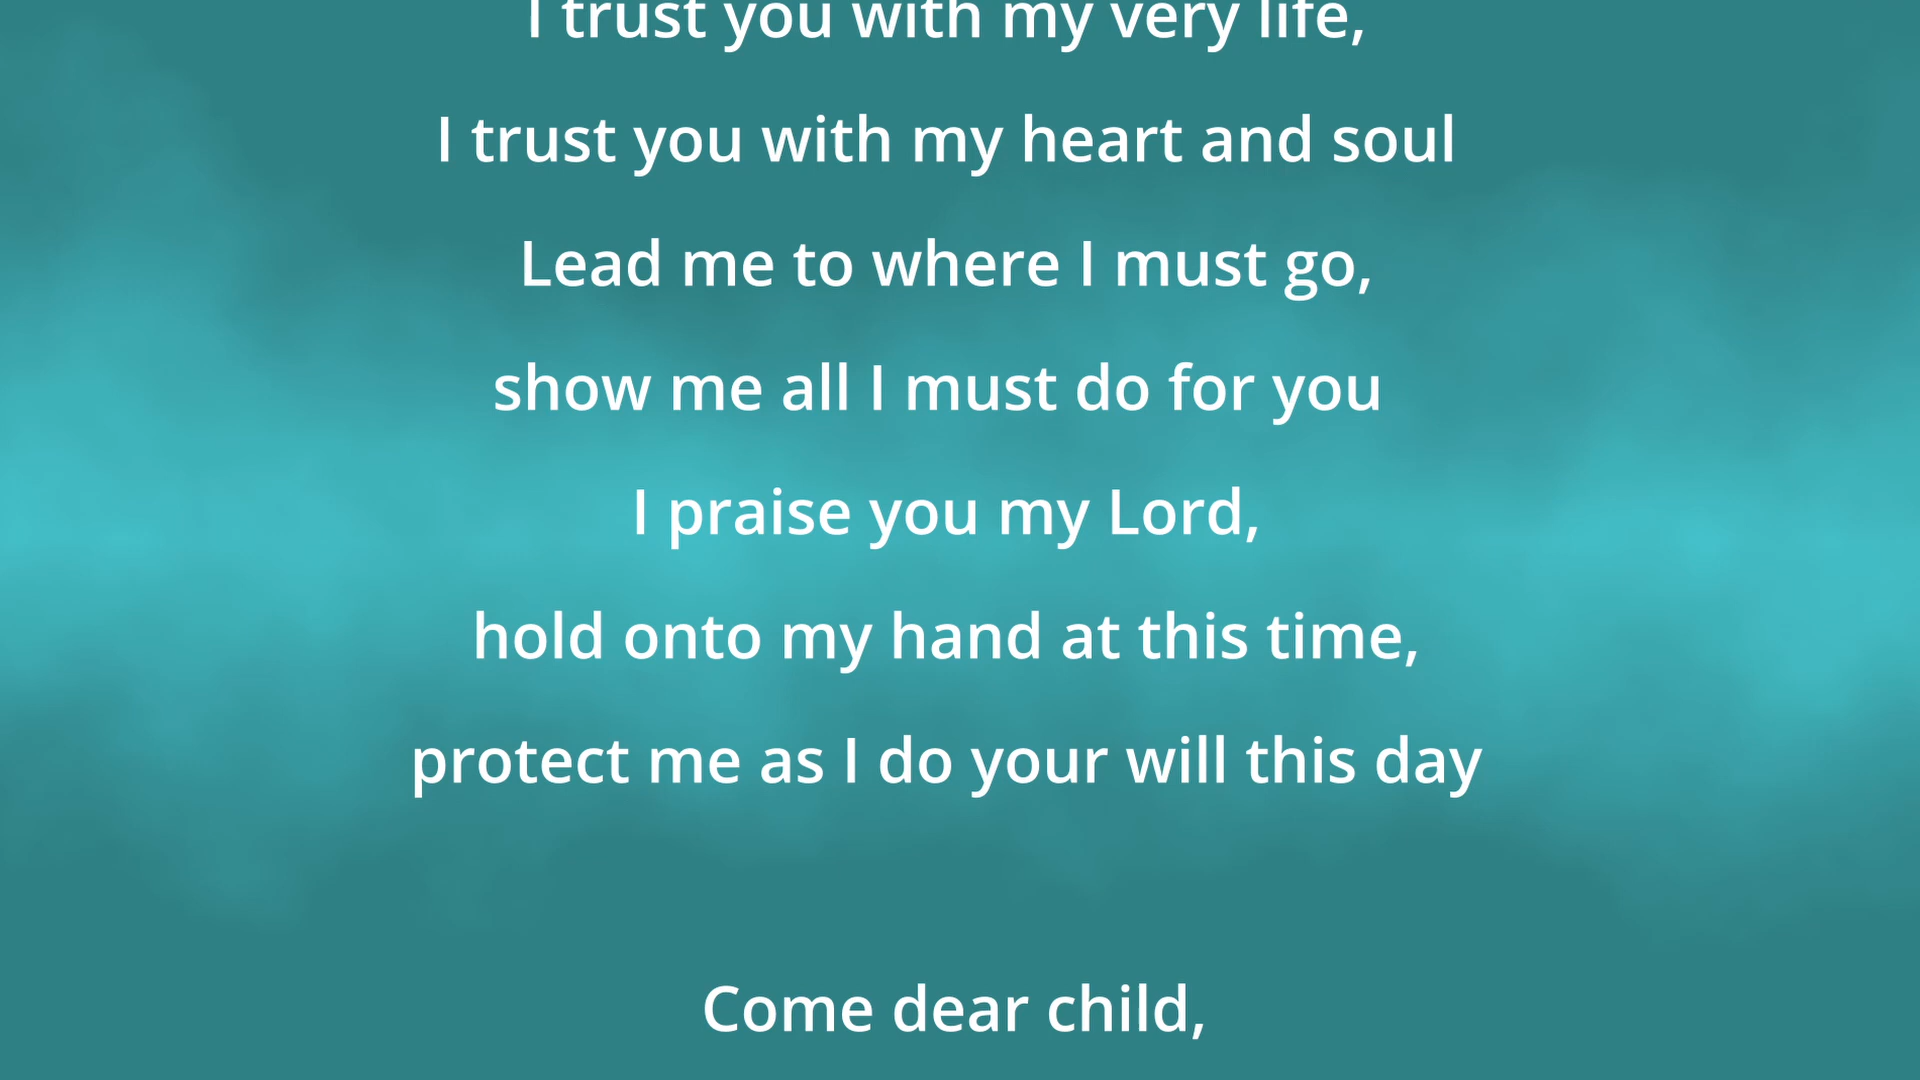 I trust you with my very life,
I trust you with my heart and soul
Lead me to where I must go,
show me all I must do for you
I praise you my Lord,
hold onto my hand at this time,
protect me as I do your will this day
Come dear child,